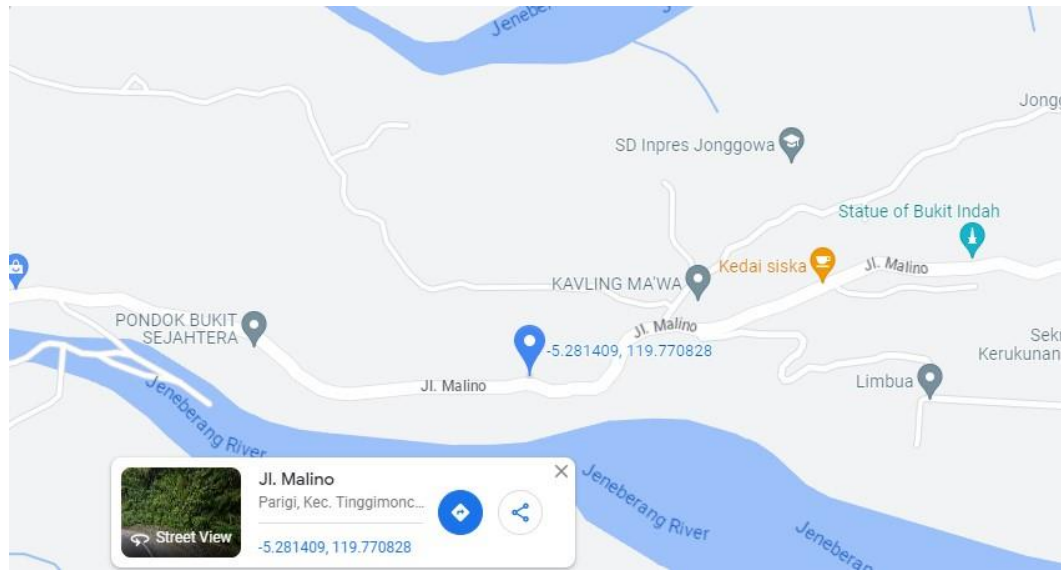 Jeneber
Jongg
SD Inpres Jonggowa
Statue of Bukit Indah
Kedai siska
Jl. Malino
KAVLING MA'WA
PONDOK BUKIT
SEJAHTERA
Jl. Malino
-5.281409, 119.770828
Sek
Kerukunan
Jl. Malino
Limbua
Jeneberang River
Jl. Malino
Parigi, Kec. Tinggimonc...
Street View
-5.281409, 119.770828
Jeneberang River
Jeneberang